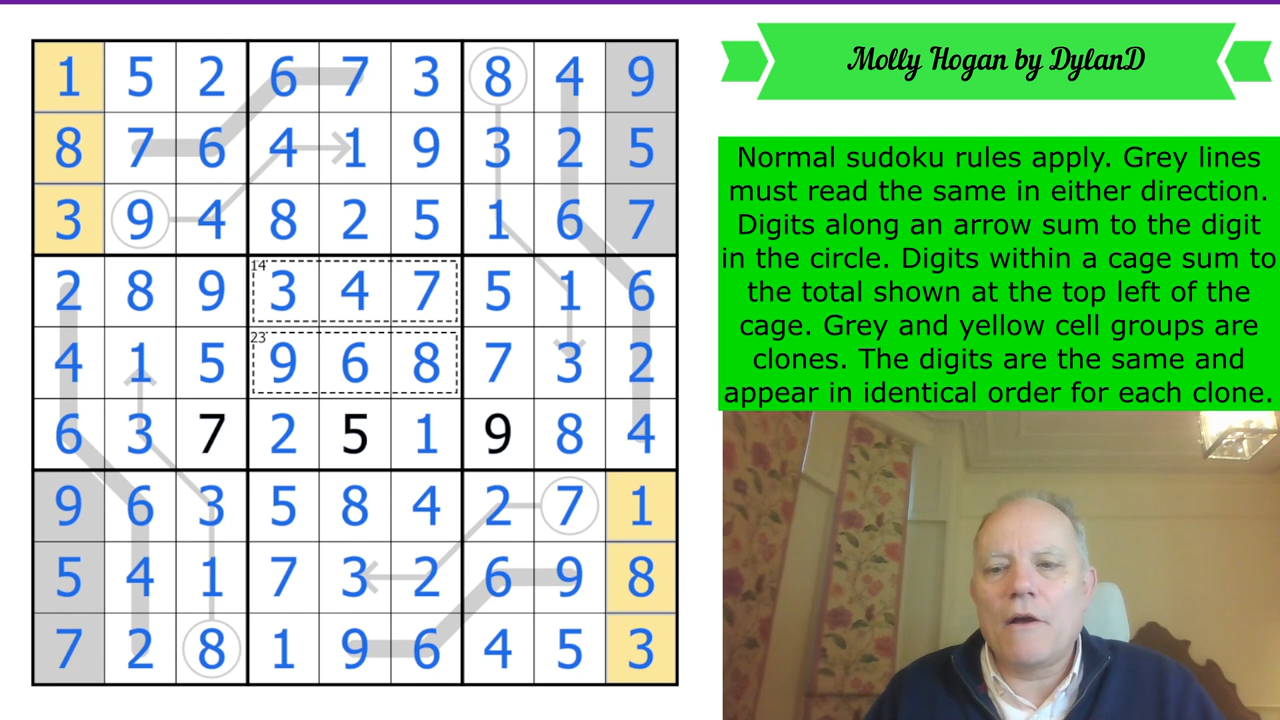 Molly Hogan by DylanD
Normal sudoku rules apply. Grey lines
must read the same in either direction.
Digits along an arrow sum to the digit
in the circle. Digits within a cage sum to
the total shown at the top left of the
cage. Grey and yellow cell groups are
clones. The digits are the same and
appear in identical order for each clone.
1 5 2 6 7 3 8 4 9
8 7 6 4 1 9 3 2 5
3 9 4 8 2 5 1 6 7
14
2 8 9 3 4 7 5 1 6
23
4 1 5 9 6 8 7 3 2
6 3 7 2 5 1 9 8 4
9 6 3 5 8 4 2 7 1
5 4 1 7 3 2 6 9 8
7 2 8 1 9 6 4 5 3